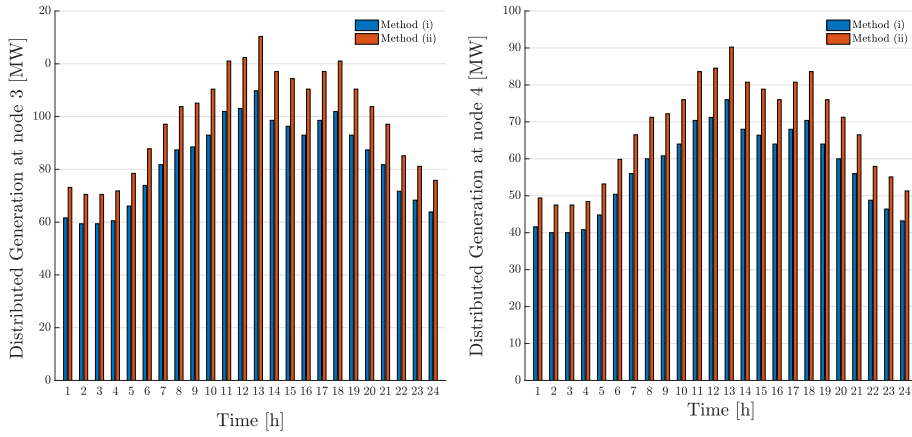 Distributed Generation at node 3 [MW]
20
0
100
80
60
40
20
0
Method (i)
Method (ii)
1 2 3 4 5 6 7 8 9 10 11 12 13 14 15 16 17 18 19 20 21 22 23 24
Time [h]
Distributed Generation at node 4 [MW]
100
90
80
70
60
50
40
30
20
10
0
Method (i)
Method (ii)
1 2 3 4 5 6 7 8 9 10 11 12 13 14 15 16 17 18 19 20 21 22 23 24
Time [h]